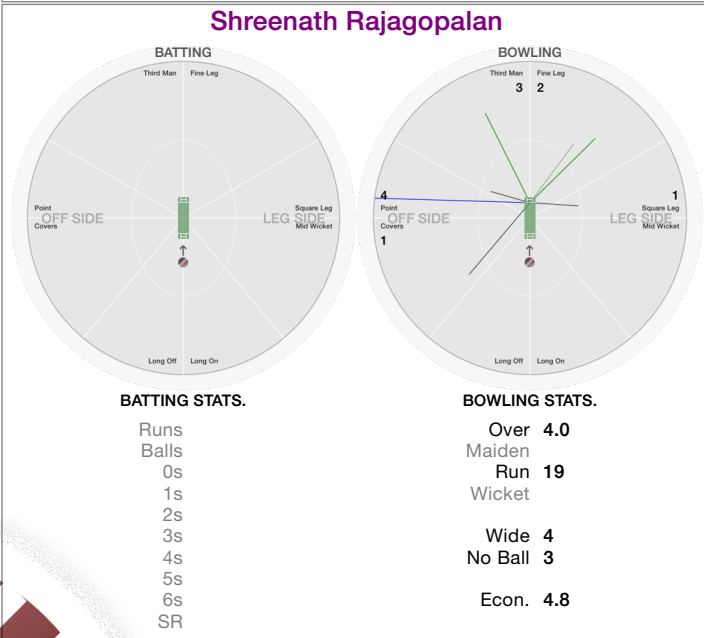 Shreenath Rajagopalan
BATTING
Third Man Fine Leg
Point
OFF SIDE
Covers
Square Leg
LEG SIDE
Mid Wicket
Long Off Long On
BATTING STATS.
Runs
Balls
0s
1s
2s
3s
4s
5s
6s
SR
BOWLING
Third Man Fine Leg
3 2
4
Point
OFF SIDE
Covers
1
1
Square Leg
LEG SIDE
Mid Wicket
Long Off Long On
BOWLING STATS.
Over 4.0
Maiden
Run 19
Wicket
Wide 4
No Ball 3
Econ. 4.8